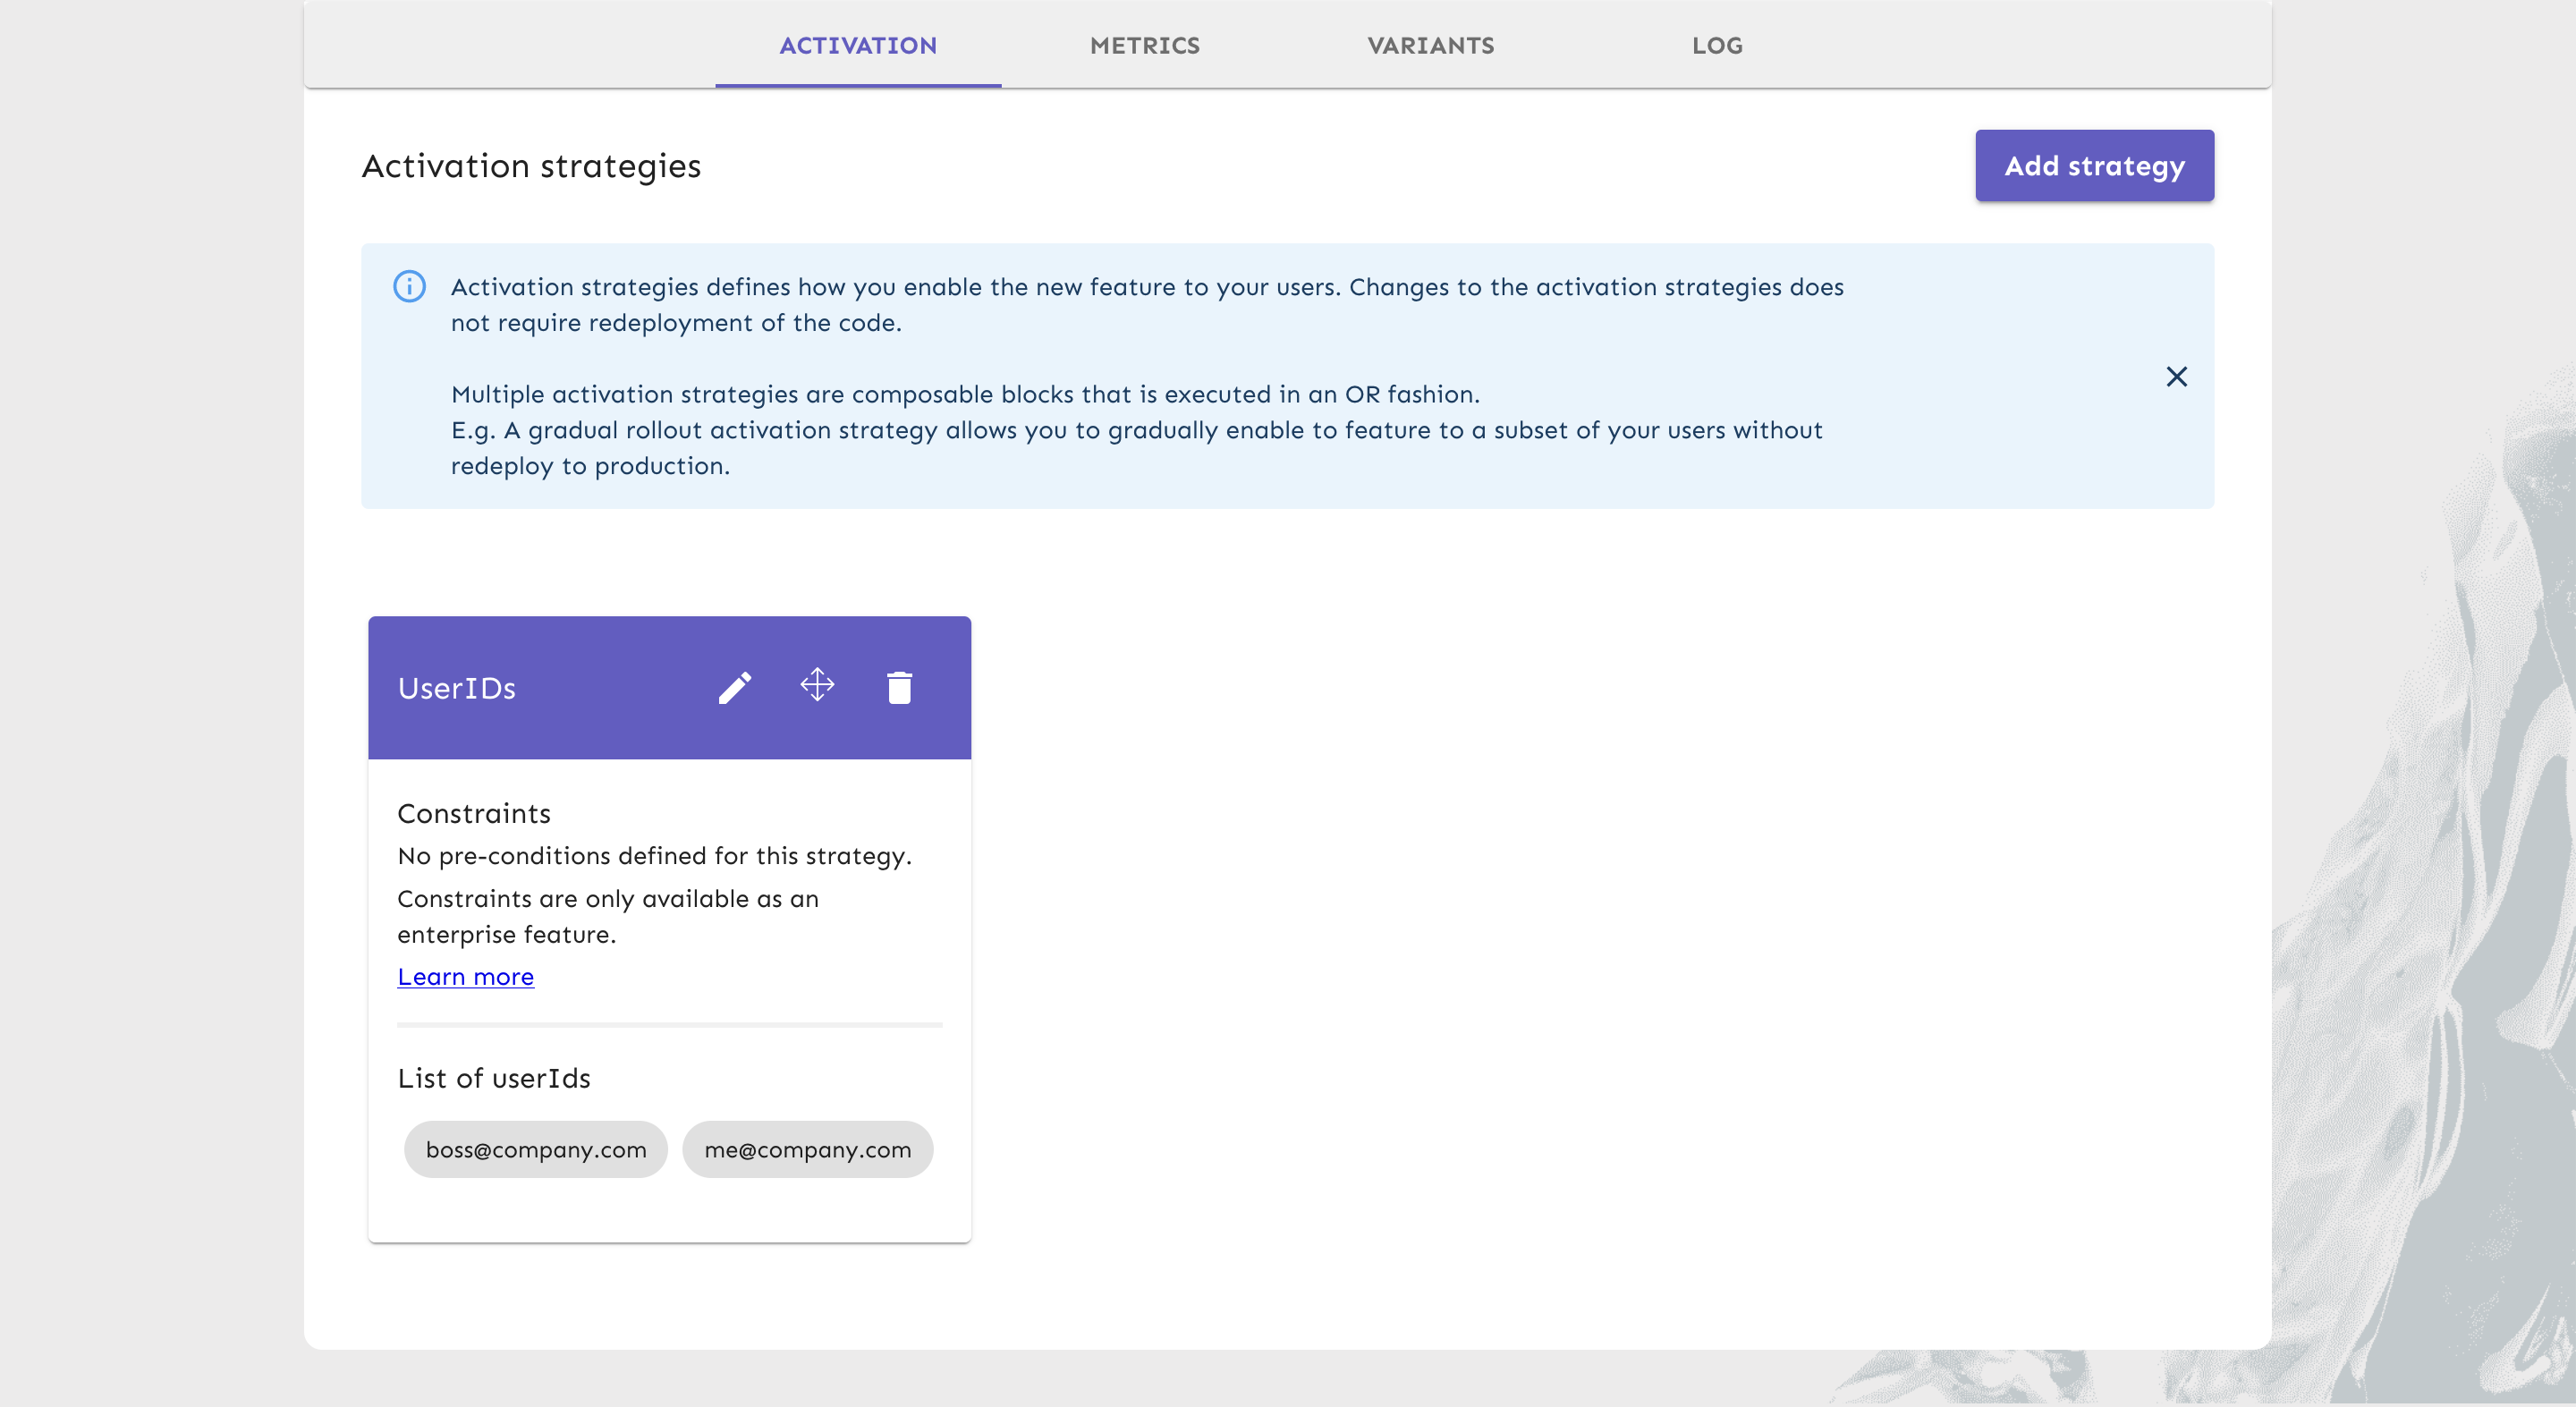 ACTIVATION METRICS VARIANTS LOG
Activation strategies
Add strategy
Activation strategies defines how you enable the new feature to your users. Changes to the activation strategies does
not require redeployment of the code.
Multiple activation strategies are composable blocks that is executed in an OR fashion.
E.g. A gradual rollout activation strategy allows you to gradually enable to feature to a subset of your users without
redeploy to production.
UserIDs
Constraints
No pre-conditions defined for this strategy.
Constraints are only available as an
enterprise feature.
Learn more
List of userIds
boss@company.com me@company.com